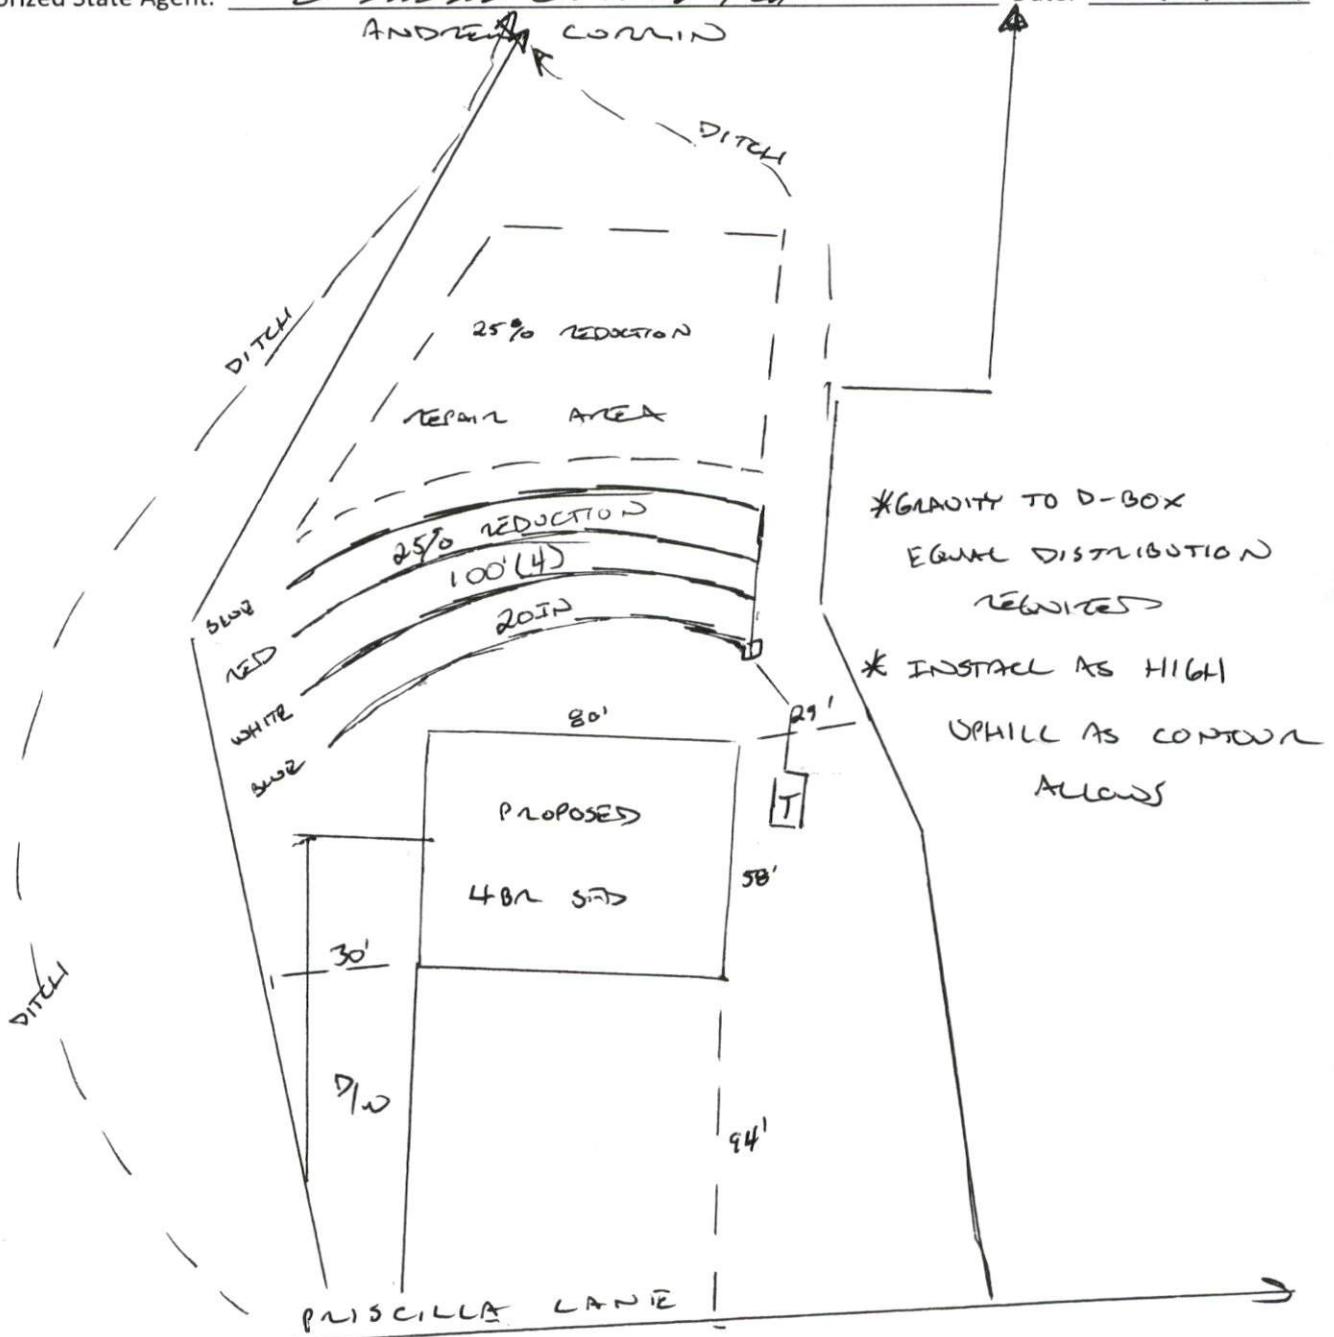 orized State Agent:
ANDREW CURRIN
DITCH
DITCH
25% REDUCTION
REPAIR AREA
25% REDUCTION
100' (4)
20IN
BLUE
RED
WHITE
BLUE
*GRAVITY TO D-BOX
EQUAL DISTRIBUTION
REQUIRED
* INSTALL AS HIGH
UPHILL AS CONTOUR
ALLOWS
80'
29'
T
PROPOSED
4BR SFD
58'
30'
DITCH
D/W
94'
PRISCILLA LANE